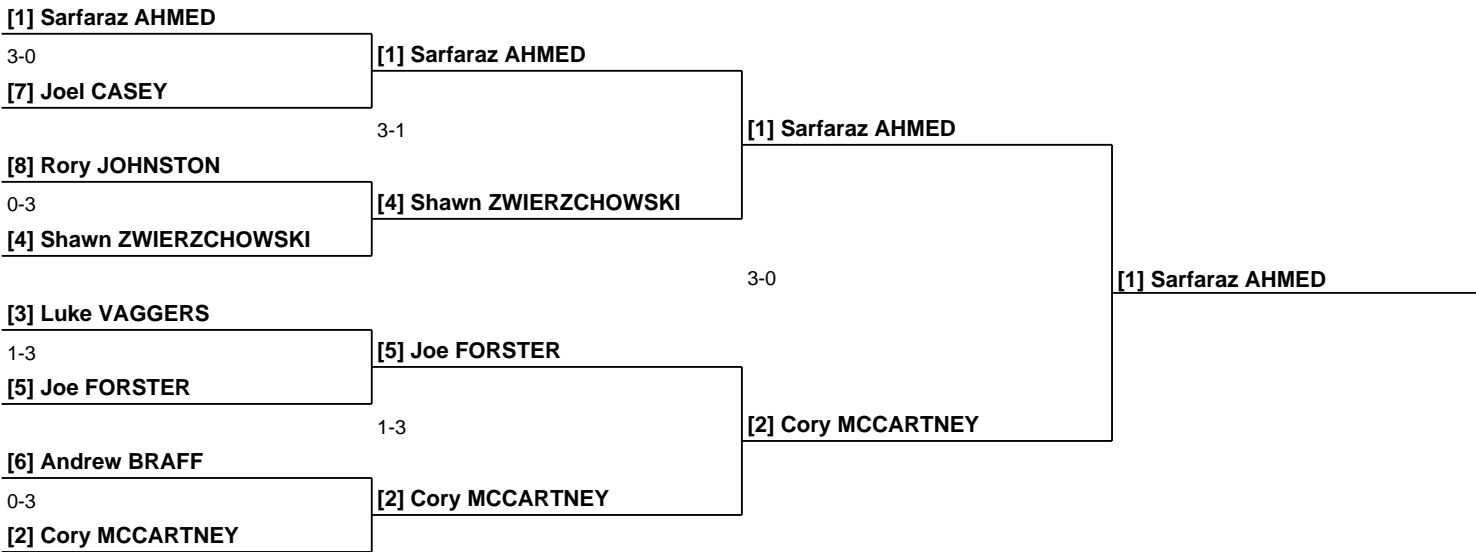 [1] Sarfaraz AHMED
3-0
[1] Sarfaraz AHMED
[7] Joel CASEY
3-1
[1] Sarfaraz AHMED
[8] Rory JOHNSTON
0-3
[4] Shawn ZWIERZCHOWSKI
[4] Shawn ZWIERZCHOWSKI
3-0
[1] Sarfaraz AHMED
[3] Luke VAGGERS
1-3
[5] Joe FORSTER
[5] Joe FORSTER
1-3
[2] Cory MCCARTNEY
[6] Andrew BRAFF
0-3
[2] Cory MCCARTNEY
[2] Cory MCCARTNEY